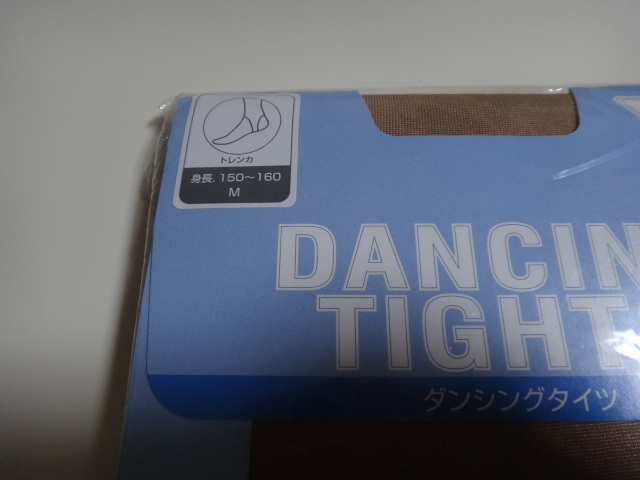 トレンカ
身長. 150～160
M
DANCIN
TIGHT
ダンシングタイツ